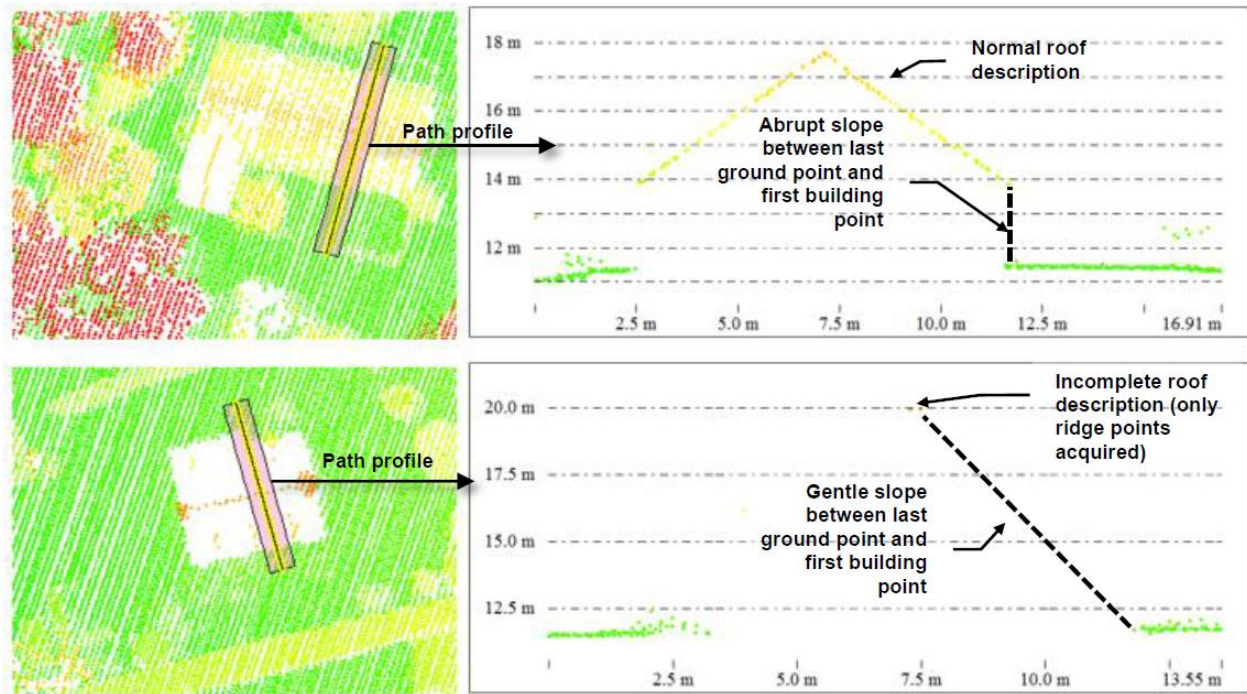 18 m
16 m
14 m
12 m
2.5 m
5.0 m
7.5 m
10.0 m
12.5 m
16.91 m
Path profile
Normal roof
description
Abrupt slope
between last
ground point and
first building
point
20.0 m
17.5 m
15.0 m
12.5 m
2.5 m
5.0 m
7.5 m
10.0 m
13.55 m
Path profile
Incomplete roof
description (only
ridge points
acquired)
Gentle slope
between last
ground point and
first building
point